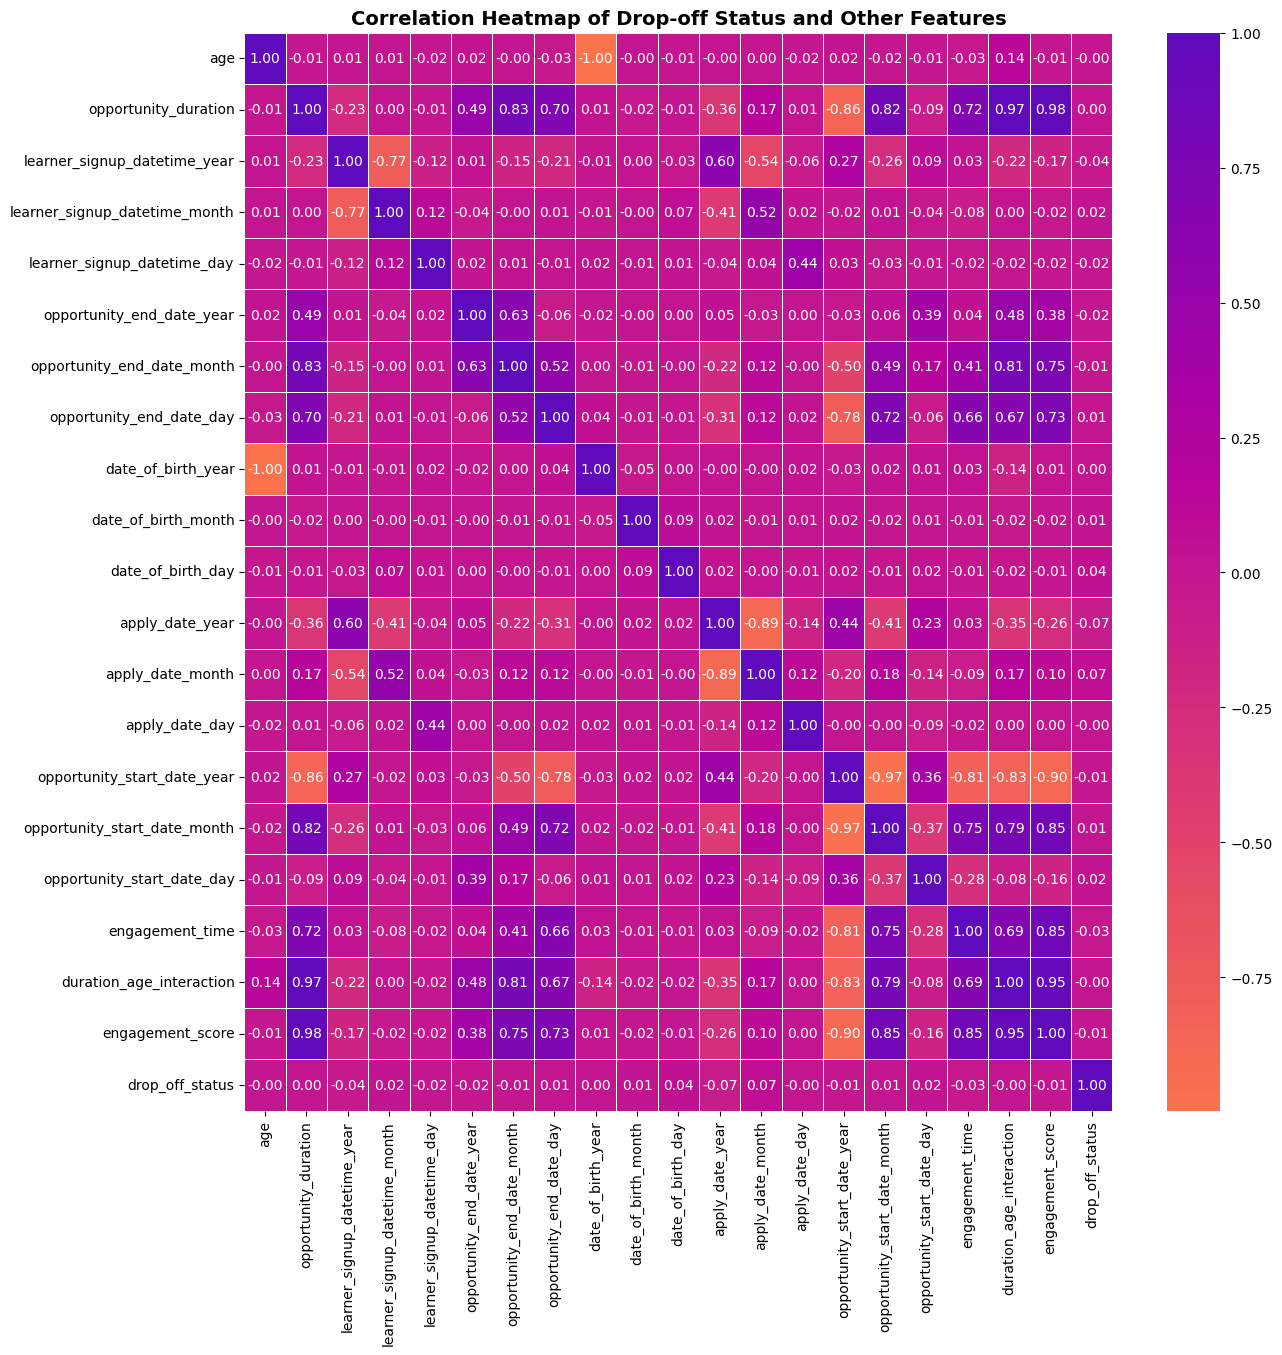 Correlation Heatmap of Drop-off Status and Other Features
age 1.00 -0.01 0.01 0.01 -0.02 0.02 -0.00 -0.03 -1.00 -0.00 -0.01 -0.00 0.00 -0.02 0.02 -0.02 -0.01 -0.03 0.14 -0.01 -0.00
opportunity_duration -0.01 1.00 -0.23 0.00 -0.01 0.49 0.83 0.70 0.01 -0.02 -0.01 -0.36 0.17 0.01 -0.86 0.82 -0.09 0.72 0.97 0.98 0.00
learner_signup_datetime_year 0.01 -0.23 1.00 -0.77 -0.12 0.01 -0.15 -0.21 -0.01 0.00 -0.03 0.60 -0.54 -0.06 0.27 -0.26 0.09 0.03 -0.22 -0.17 -0.04
learner_signup_datetime_month 0.01 0.00 -0.77 1.00 0.12 -0.04 -0.00 0.01 -0.01 -0.00 0.07 -0.41 0.52 0.02 -0.02 0.01 -0.04 -0.08 0.00 -0.02 0.02
learner_signup_datetime_day -0.02 -0.01 -0.12 0.12 1.00 0.02 0.01 -0.01 0.02 -0.01 0.01 -0.04 0.04 0.44 0.03 -0.03 -0.01 -0.02 -0.02 -0.02 -0.02
opportunity_end_date_year 0.02 0.49 0.01 -0.04 0.02 1.00 0.63 -0.06 -0.02 -0.00 0.00 0.05 -0.03 0.00 -0.03 0.06 0.39 0.04 0.48 0.38 -0.02
opportunity_end_date_month -0.00 0.83 -0.15 -0.00 0.01 0.63 1.00 0.52 0.00 -0.01 -0.00 -0.22 0.12 -0.00 -0.50 0.49 0.17 0.41 0.81 0.75 -0.01
opportunity_end_date_day -0.03 0.70 -0.21 0.01 -0.01 -0.06 0.52 1.00 0.04 -0.01 -0.01 -0.31 0.12 0.02 -0.78 0.72 -0.06 0.66 0.67 0.73 0.01
date_of_birth_year -1.00 0.01 -0.01 -0.01 0.02 -0.02 0.00 0.04 1.00 -0.05 0.00 -0.00 -0.00 0.02 -0.03 0.02 0.01 0.03 -0.14 0.01 0.00
date_of_birth_month -0.00 -0.02 0.00 -0.00 -0.01 -0.00 -0.01 -0.01 -0.05 1.00 0.09 0.02 -0.01 0.01 0.02 -0.02 0.01 -0.01 -0.02 -0.02 0.01
date_of_birth_day -0.01 -0.01 -0.03 0.07 0.01 0.00 -0.00 -0.01 0.00 0.09 1.00 0.02 -0.00 -0.01 0.02 -0.01 0.02 -0.01 -0.02 -0.01 0.04
apply_date_year -0.00 -0.36 0.60 -0.41 -0.04 0.05 -0.22 -0.31 -0.00 0.02 0.02 1.00 -0.89 -0.14 0.44 -0.41 0.23 0.03 -0.35 -0.26 -0.07
apply_date_month 0.00 0.17 -0.54 0.52 0.04 -0.03 0.12 0.12 -0.00 -0.01 -0.00 -0.89 1.00 0.12 -0.20 0.18 -0.14 -0.09 0.17 0.10 0.07
apply_date_day -0.02 0.01 -0.06 0.02 0.44 0.00 -0.00 0.02 0.02 0.01 -0.01 -0.14 0.12 1.00 -0.00 -0.00 -0.09 -0.02 0.00 0.00 -0.00
opportunity_start_date_year 0.02 -0.86 0.27 -0.02 0.03 -0.03 -0.50 -0.78 -0.03 0.02 0.02 0.44 -0.20 -0.00 1.00 -0.97 0.36 -0.81 -0.83 -0.90 -0.01
opportunity_start_date_month -0.02 0.82 -0.26 0.01 -0.03 0.06 0.49 0.72 0.02 -0.02 -0.01 -0.41 0.18 -0.00 -0.97 1.00 -0.37 0.75 0.79 0.85 0.01
opportunity_start_date_day -0.01 -0.09 0.09 -0.04 -0.01 0.39 0.17 -0.06 0.01 0.01 0.02 0.23 -0.14 -0.09 0.36 -0.37 1.00 -0.28 -0.08 -0.16 0.02
engagement_time -0.03 0.72 0.03 -0.08 -0.02 0.04 0.41 0.66 0.03 -0.01 -0.01 0.03 -0.09 -0.02 -0.81 0.75 -0.28 1.00 0.69 0.85 -0.03
duration_age_interaction 0.14 0.97 -0.22 0.00 -0.02 0.48 0.81 0.67 -0.14 -0.02 -0.02 -0.35 0.17 0.00 -0.83 0.79 -0.08 0.69 1.00 0.95 -0.00
engagement_score -0.01 0.98 -0.17 -0.02 -0.02 0.38 0.75 0.73 0.01 -0.02 -0.01 -0.26 0.10 0.00 -0.90 0.85 -0.16 0.85 0.95 1.00 -0.01
drop_off_status -0.00 0.00 -0.04 0.02 -0.02 -0.02 -0.01 0.01 0.00 0.01 0.04 -0.07 0.07 -0.00 -0.01 0.01 0.02 -0.03 -0.00 -0.01 1.00
age
opportunity_duration
learner_signup_datetime_year
learner_signup_datetime_month
learner_signup_datetime_day
opportunity_end_date_year
opportunity_end_date_month
opportunity_end_date_day
date_of_birth_year
date_of_birth_month
date_of_birth_day
apply_date_year
apply_date_month
apply_date_day
opportunity_start_date_year
opportunity_start_date_month
opportunity_start_date_day
engagement_time
duration_age_interaction
engagement_score
drop_off_status
1.00
0.75
0.50
0.25
0.00
−0.25
−0.50
−0.75